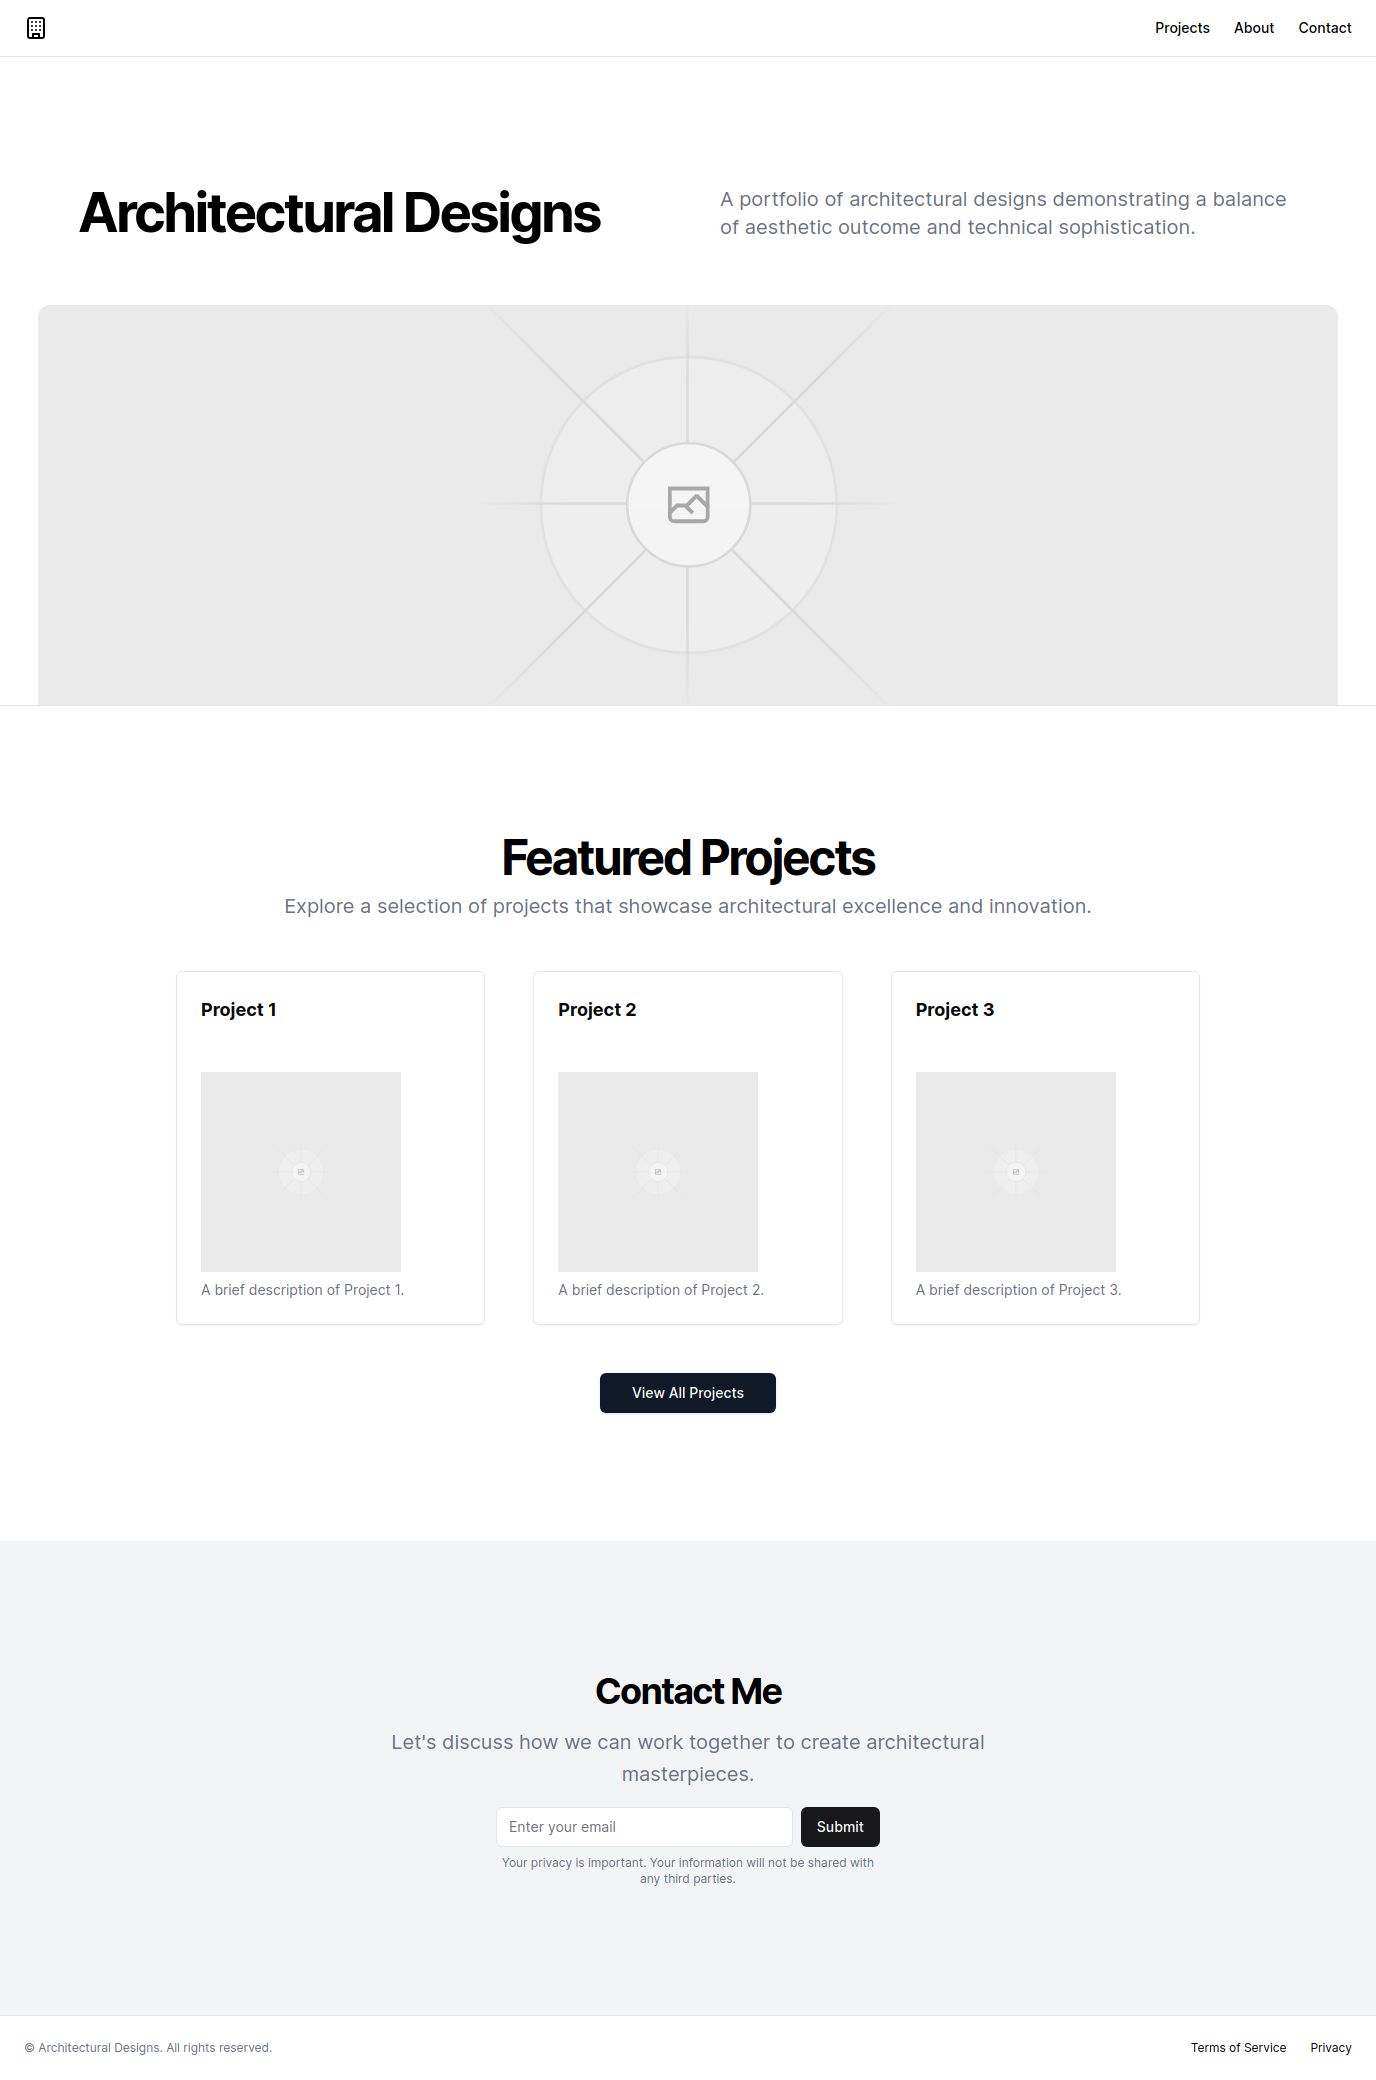 Projects About Contact
Architectural Designs
A portfolio of architectural designs demonstrating a balance
of aesthetic outcome and technical sophistication.
Featured Projects
Explore a selection of projects that showcase architectural excellence and innovation.
Project 1
A brief description of Project 1.
Project 2
A brief description of Project 2.
Project 3
A brief description of Project 3.
View All Projects
Contact Me
Let's discuss how we can work together to create architectural
masterpieces.
Enter your email
Submit
Your privacy is important. Your information will not be shared with
any third parties.
© Architectural Designs. All rights reserved.
Terms of Service Privacy